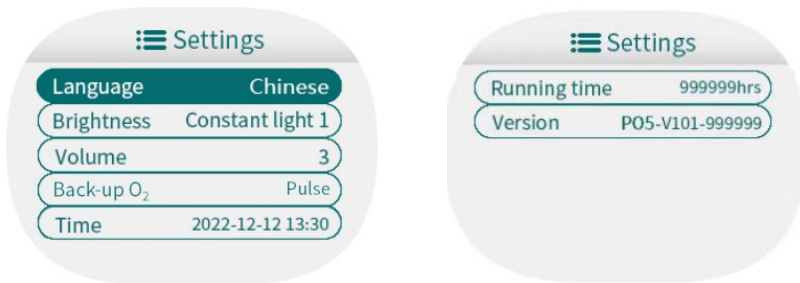 Settings
Language Chinese
Brightness Constant light 1
Volume 3
Back-up O₂ Pulse
Time 2022-12-12 13:30
Settings
Running time 999999hrs
Version PO5-V101-999999